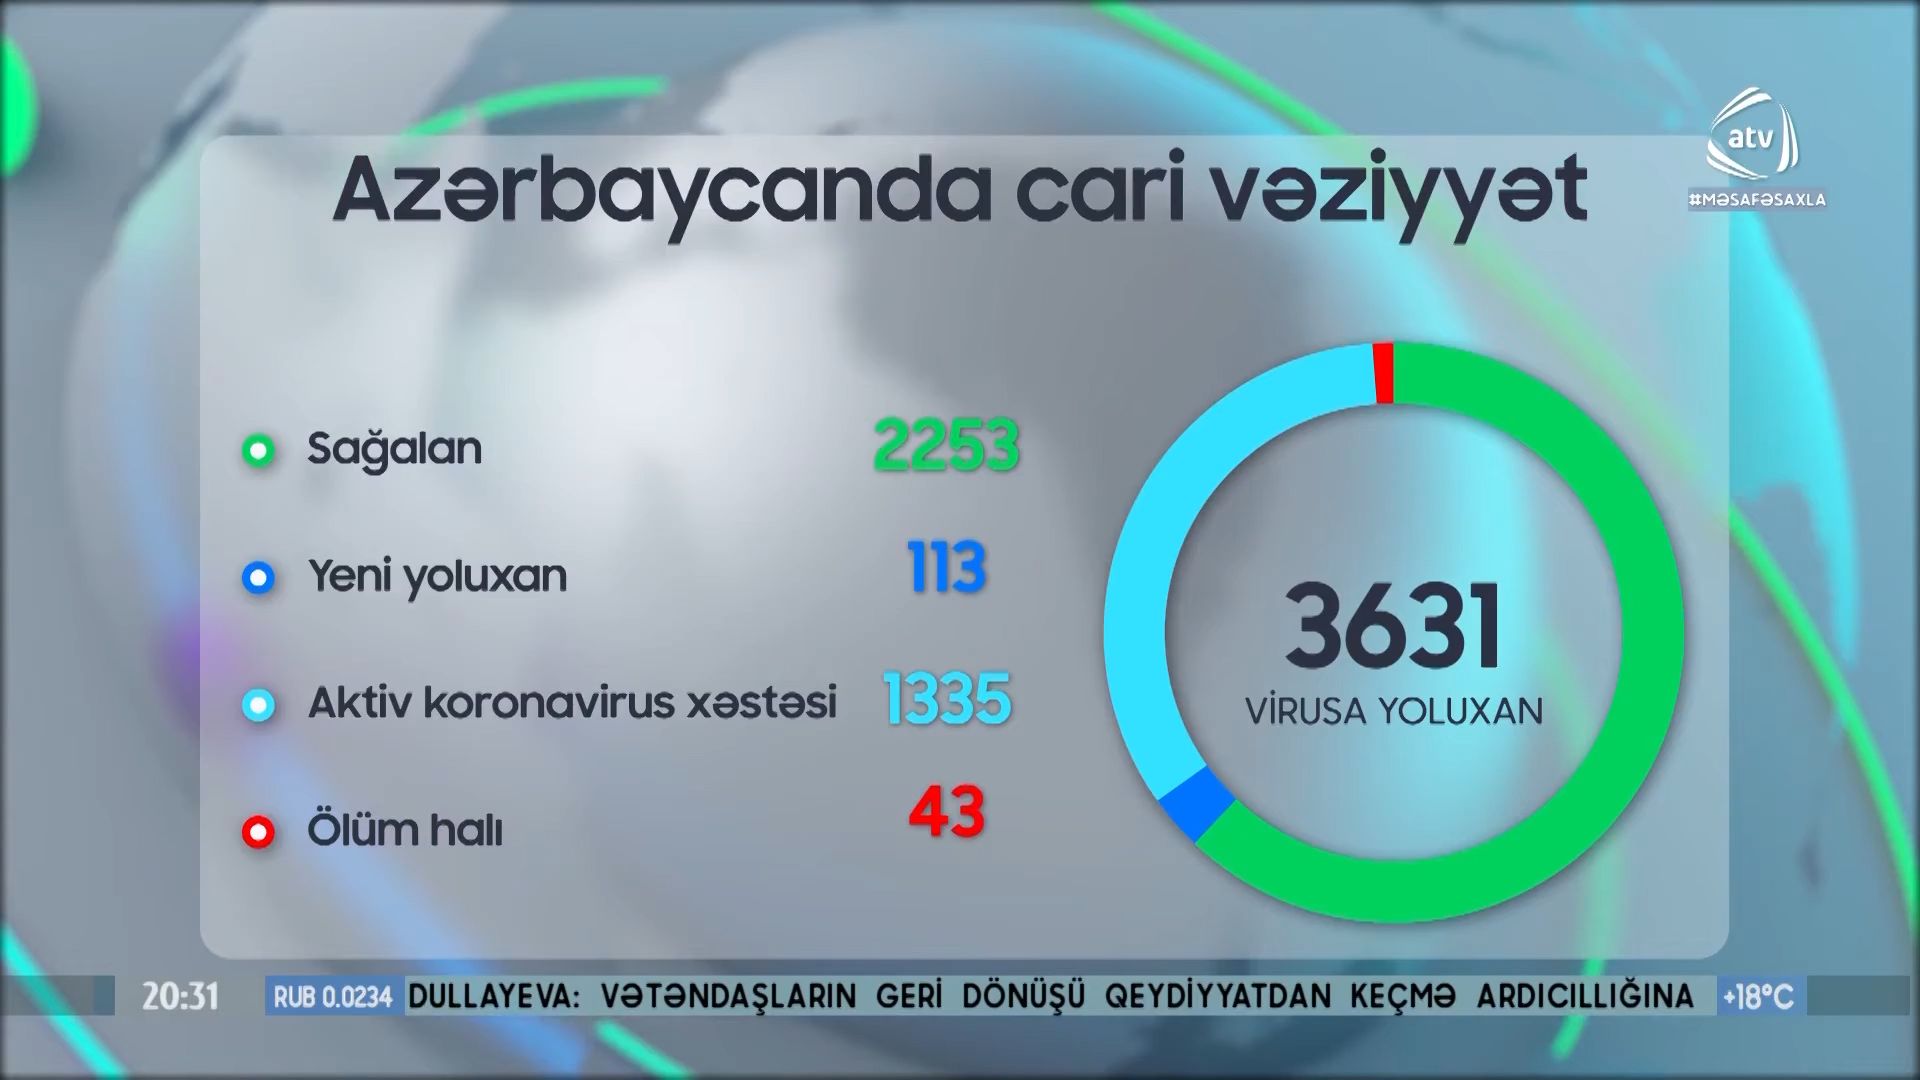 Azərbaycanda cari vəziyyət
atv
#MƏSAFƏSAXLA
Sağalan 2253
Yeni yoluxan 113
Aktiv koronavirus xəstəsi 1335
Ölüm halı 43
3631
VİRUSA YOLUXAN
20:31 RUB 0.0234 DULLAYEVA: VƏTƏNDAŞLARIN GERİ DÖNÜŞÜ QEYDİYYATDAN KEÇMƏ ARDICILLIĞINA +18°C